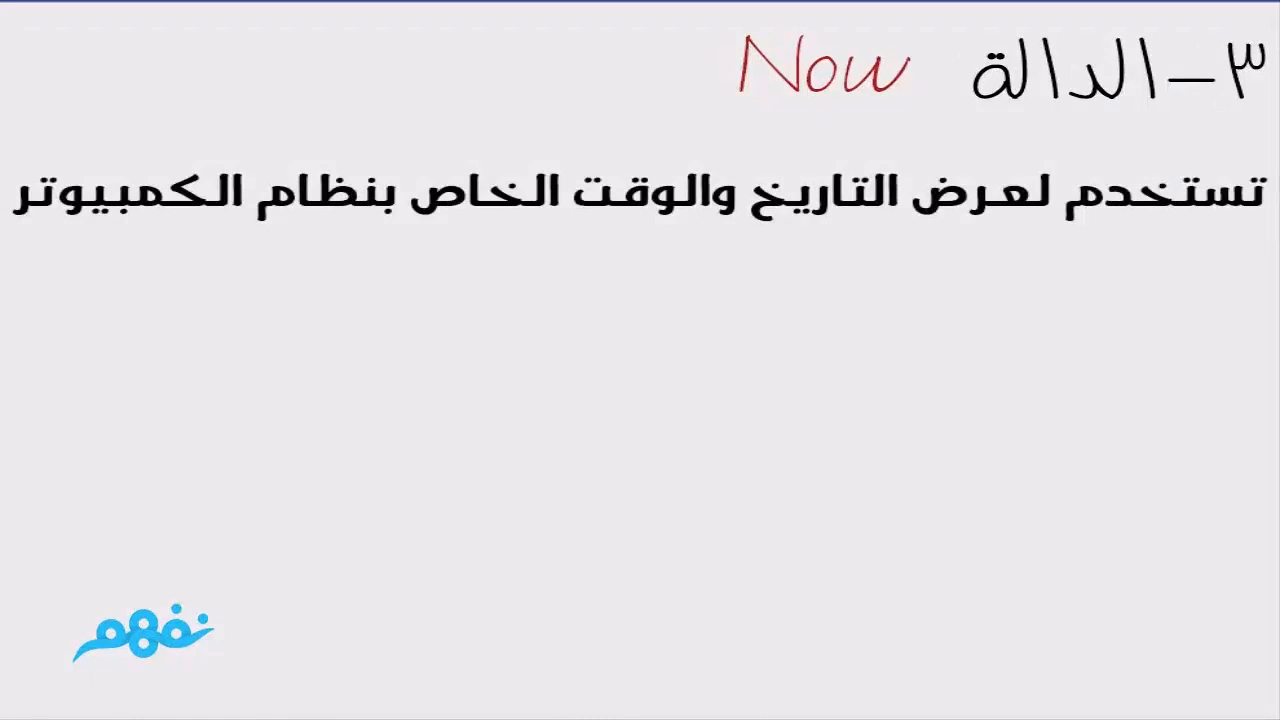 ٣-الدالة Now
تستخدم لعرض التاريخ والوقت الخاص بنظام الكمبيوتر
نفهم